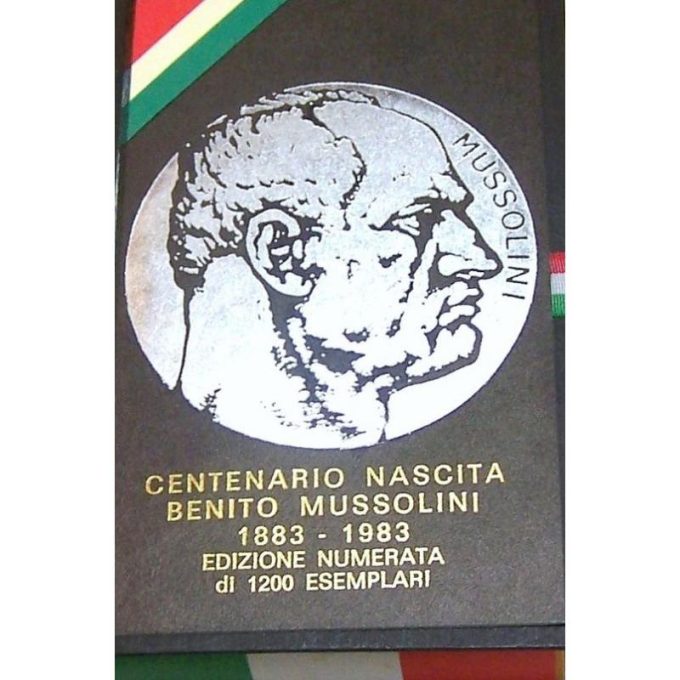 MUSSOLINI
CENTENARIO NASCITA
BENITO MUSSOLINI
1883 - 1983
EDIZIONE NUMERATA
di 1200 ESEMPLARI